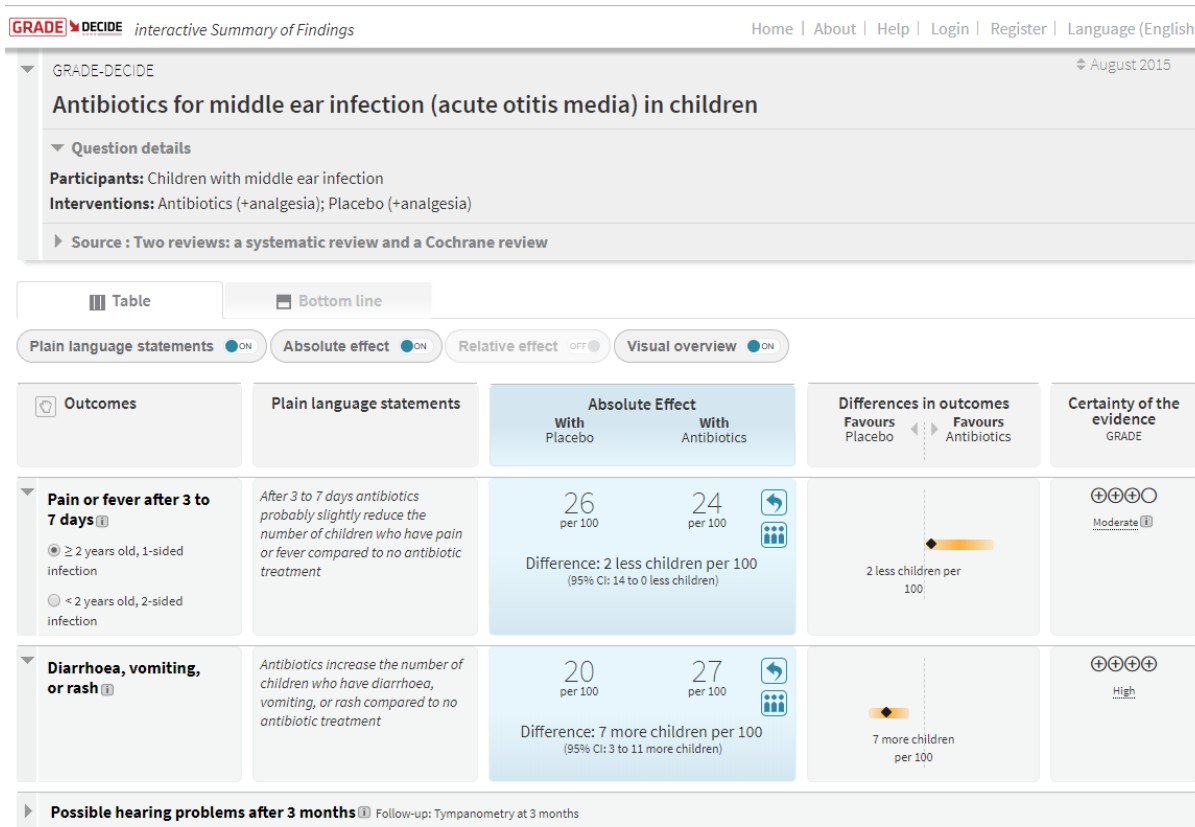 GRADE DECIDE interactive Summary of Findings
Home | About | Help | Login | Register | Language (English
GRADE-DECIDE
August 2015
Antibiotics for middle ear infection (acute otitis media) in children
Question details
Participants: Children with middle ear infection
Interventions: Antibiotics (+analgesia); Placebo (+analgesia)
Source : Two reviews: a systematic review and a Cochrane review
Table
Bottom line
Plain language statements ON
Absolute effect ON
Relative effect OFF
Visual overview ON
Outcomes
Plain language statements
Absolute Effect
With
Placebo
With
Antibiotics
Differences in outcomes
Favours
Placebo
Favours
Antibiotics
Certainty of the
evidence
GRADE
Pain or fever after 3 to
7 days i
≥ 2 years old, 1-sided
infection
< 2 years old, 2-sided
infection
After 3 to 7 days antibiotics
probably slightly reduce the
number of children who have pain
or fever compared to no antibiotic
treatment
26
per 100
24
per 100
Difference: 2 less children per 100
(95% CI: 14 to 0 less children)
2 less children per
100
Moderate i
Diarrhoea, vomiting,
or rash i
Antibiotics increase the number of
children who have diarrhoea,
vomiting, or rash compared to no
antibiotic treatment
20
per 100
27
per 100
Difference: 7 more children per 100
(95% CI: 3 to 11 more children)
7 more children
per 100
High
Possible hearing problems after 3 months i Follow-up: Tympanometry at 3 months